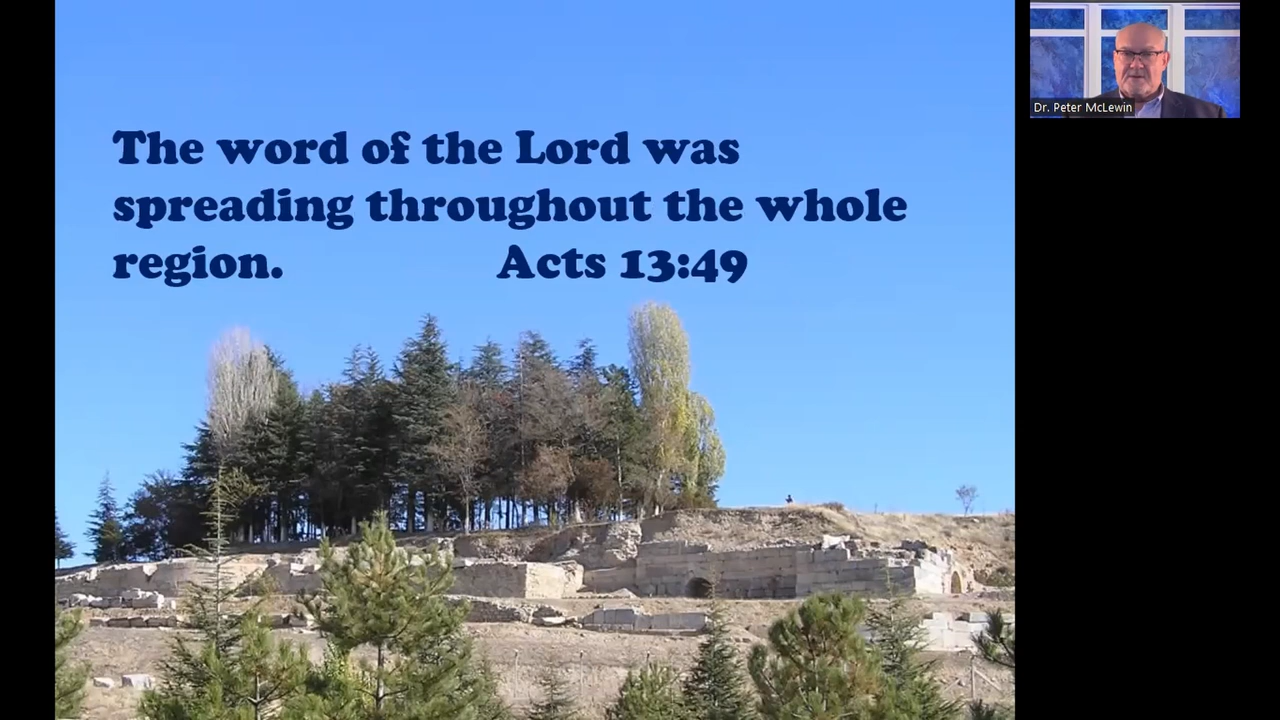 The word of the Lord was
spreading throughout the whole
region. Acts 13:49
Dr. Peter McLewin